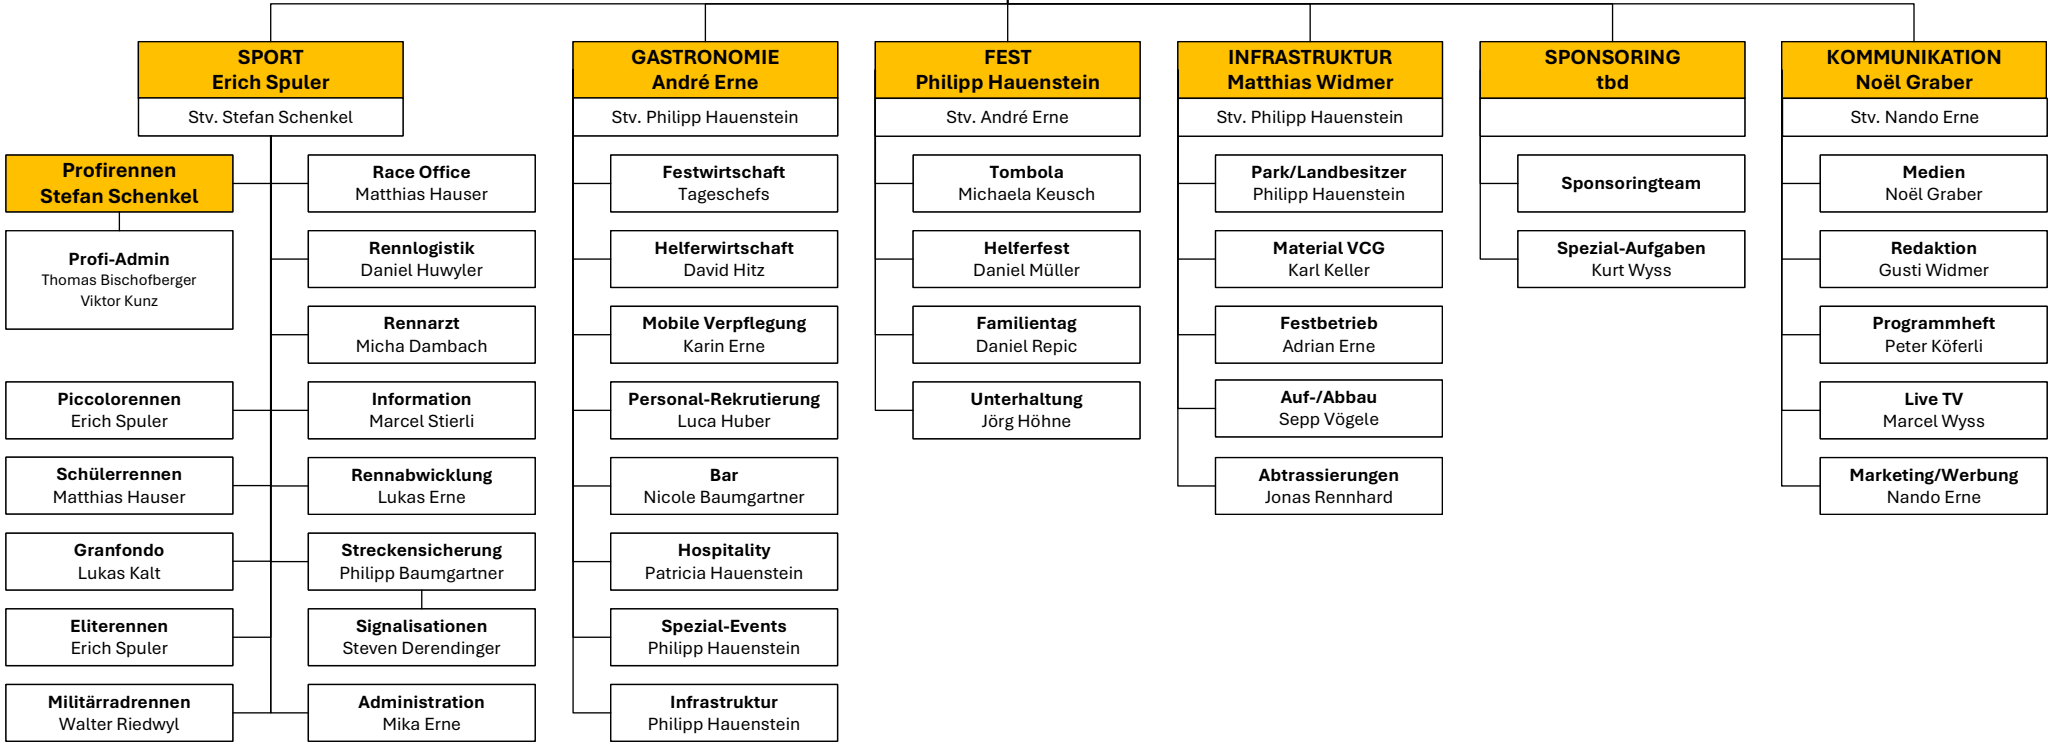 SPORT
Erich Spuler
Stv. Stefan Schenkel
Profirennen
Stefan Schenkel
Profi-Admin
Thomas Bischofberger
Viktor Kunz
Piccolorennen
Erich Spuler
Schülerrennen
Matthias Hauser
Granfondo
Lukas Kalt
Eliterennen
Erich Spuler
Militärradrennen
Walter Riedwyl
Race Office
Matthias Hauser
Rennlogistik
Daniel Huwyler
Rennarzt
Micha Dambach
Information
Marcel Stierli
Rennabwicklung
Lukas Erne
Streckensicherung
Philipp Baumgartner
Signalisationen
Steven Derendinger
Administration
Mika Erne
GASTRONOMIE
André Erne
Stv. Philipp Hauenstein
Festwirtschaft
Tageschefs
Helferwirtschaft
David Hitz
Mobile Verpflegung
Karin Erne
Personal-Rekrutierung
Luca Huber
Bar
Nicole Baumgartner
Hospitality
Patricia Hauenstein
Spezial-Events
Philipp Hauenstein
Infrastruktur
Philipp Hauenstein
FEST
Philipp Hauenstein
Stv. André Erne
Tombola
Michaela Keusch
Helferfest
Daniel Müller
Familientag
Daniel Repic
Unterhaltung
Jörg Höhne
INFRASTRUKTUR
Matthias Widmer
Stv. Philipp Hauenstein
Park/Landbesitzer
Philipp Hauenstein
Material VCG
Karl Keller
Festbetrieb
Adrian Erne
Auf-/Abbau
Sepp Vögele
Abtrassierungen
Jonas Rennhard
SPONSORING
tbd
Sponsoringteam
Spezial-Aufgaben
Kurt Wyss
KOMMUNIKATION
Noël Graber
Stv. Nando Erne
Medien
Noël Graber
Redaktion
Gusti Widmer
Programmheft
Peter Köferli
Live TV
Marcel Wyss
Marketing/Werbung
Nando Erne